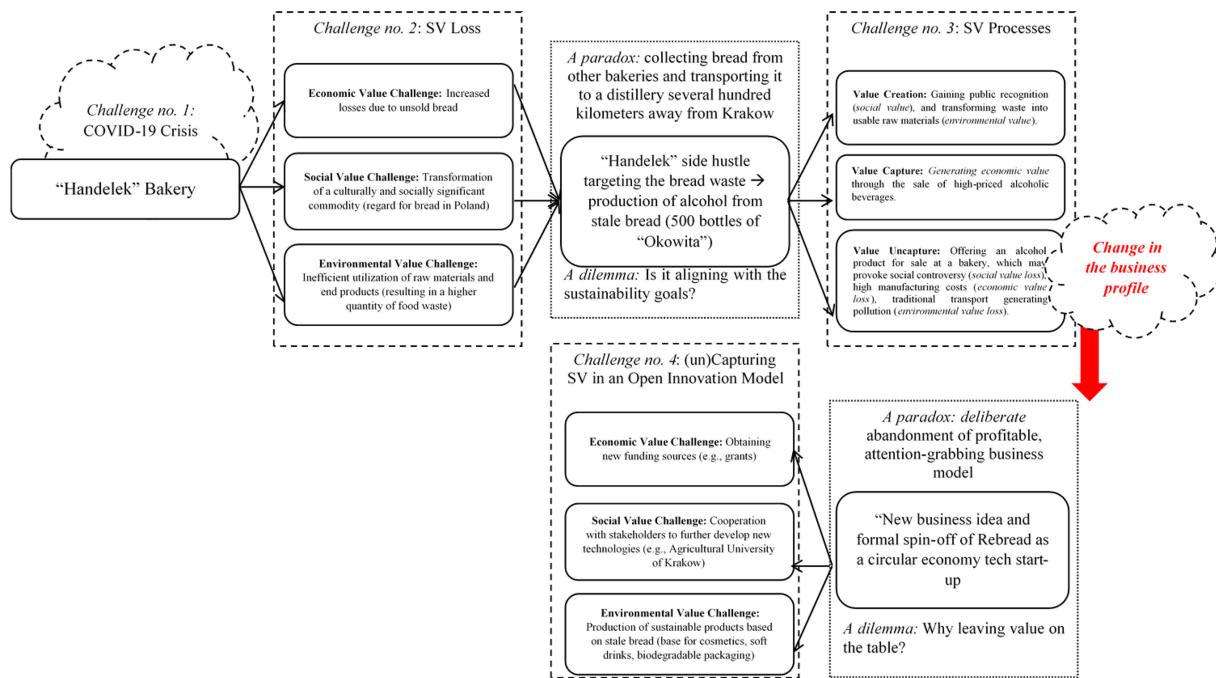 Challenge no. 1:
COVID-19 Crisis
“Handelek” Bakery
Challenge no. 2: SV Loss
Economic Value Challenge: Increased
losses due to unsold bread
Social Value Challenge: Transformation
of a culturally and socially significant
commodity (regard for bread in Poland)
Environmental Value Challenge:
Inefficient utilization of raw materials and
end products (resulting in a higher
quantity of food waste)
A paradox: collecting bread from
other bakeries and transporting it
to a distillery several hundred
kilometers away from Krakow
“Handelek” side hustle
targeting the bread waste →
production of alcohol from
stale bread (500 bottles of
“Okowita”)
A dilemma: Is it aligning with the
sustainability goals?
Challenge no. 3: SV Processes
Value Creation: Gaining public recognition
(social value), and transforming waste into
usable raw materials (environmental value).
Value Capture: Generating economic value
through the sale of high-priced alcoholic
beverages.
Value Uncapture: Offering an alcohol
product for sale at a bakery, which may
provoke social controversy (social value loss),
high manufacturing costs (economic value
loss), traditional transport generating
pollution (environmental value loss).
Change in
the business
profile
Challenge no. 4: (un)Capturing
SV in an Open Innovation Model
Economic Value Challenge: Obtaining
new funding sources (e.g., grants)
Social Value Challenge: Cooperation
with stakeholders to further develop new
technologies (e.g., Agricultural University
of Krakow)
Environmental Value Challenge:
Production of sustainable products based
on stale bread (base for cosmetics, soft
drinks, biodegradable packaging)
A paradox: deliberate
abandonment of profitable,
attention-grabbing business
model
“New business idea and
formal spin-off of Rebread as
a circular economy tech start-
up
A dilemma: Why leaving value on
the table?